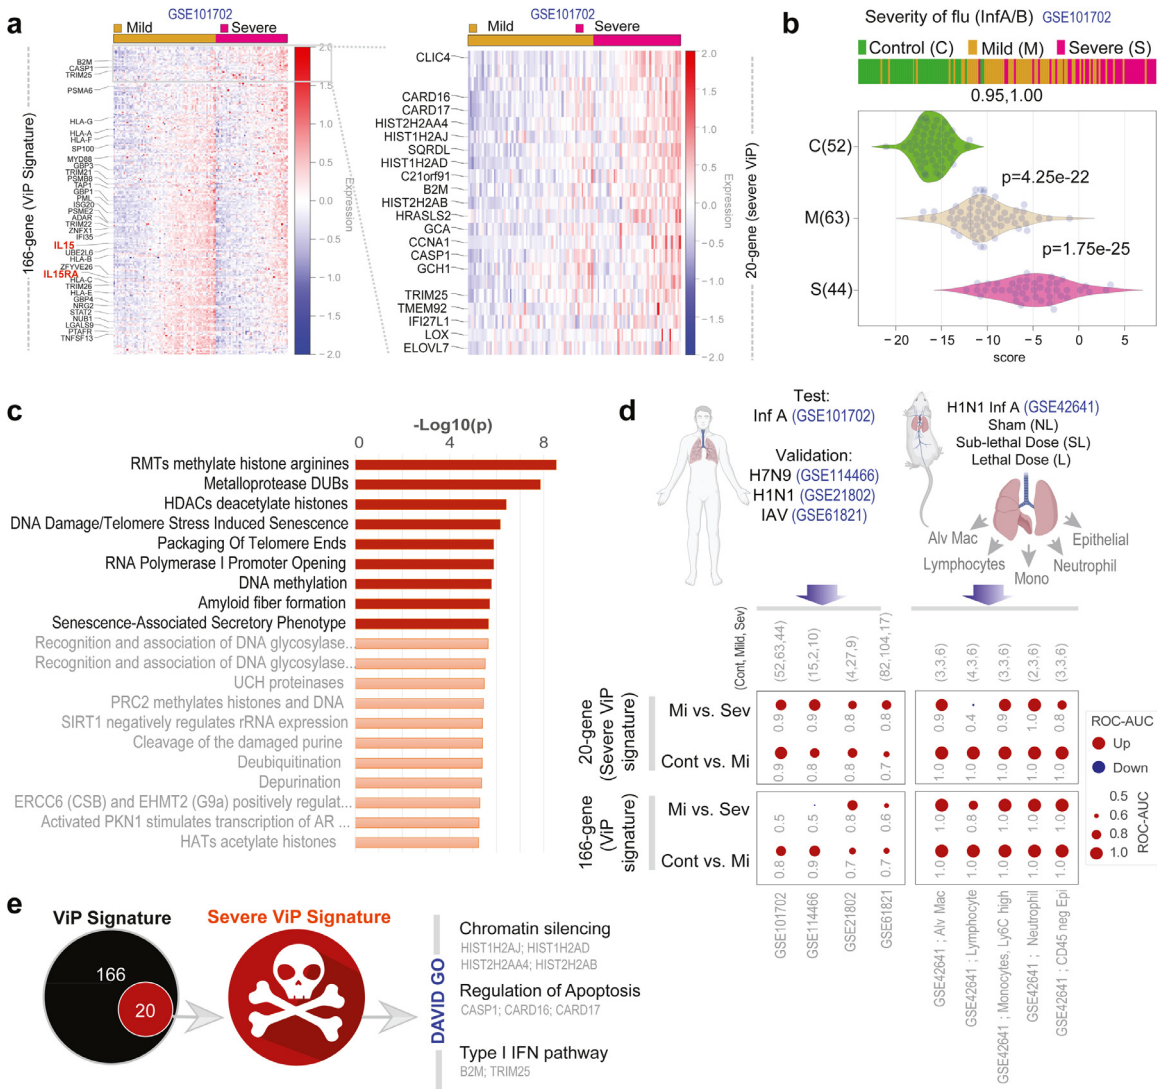 a
GSE101702
Mild
Severe
166-gene (ViP Signature)
B2M
CASP1
TRIM25
PSMA6
HLA-G
HLA-A
HLA-F
SP100
MYD88
GBP3
TRIM21
PSMB8
TAP1
GBP1
PML
ISG20
PSME2
ADAR
TRIM22
ZNFX1
IFI35
IL15
UBE2L6
HLA-B
ZFYVE26
IL15RA
HLA-C
TRIM26
HLA-E
GBP4
NRG2
STAT2
NUB1
LGALS9
PTAFR
TNFSF13
2.0
1.5
1.0
0.5
0.0
−0.5
−1.0
−1.5
−2.0
Expression
GSE101702
Mild
Severe
CLIC4
CARD16
CARD17
HIST2H2AA4
HIST1H2AJ
SQRDL
HIST1H2AD
C21orf91
B2M
HIST2H2AB
HRASLS2
GCA
CCNA1
CASP1
GCH1
TRIM25
TMEM92
IFI27L1
LOX
ELOVL7
2.0
1.5
1.0
0.5
0.0
−0.5
−1.0
−1.5
−2.0
Expression
20-gene (severe ViP)
b
Severity of flu (InfA/B) GSE101702
Control (C) Mild (M) Severe (S)
0.95,1.00
C(52)
p=4.25e-22
M(63)
p=1.75e-25
S(44)
−20 −15 −10 −5 0 5
score
c
-Log10(p)
0 4 8
RMTs methylate histone arginines
Metalloprotease DUBs
HDACs deacetylate histones
DNA Damage/Telomere Stress Induced Senescence
Packaging Of Telomere Ends
RNA Polymerase I Promoter Opening
DNA methylation
Amyloid fiber formation
Senescence-Associated Secretory Phenotype
Recognition and association of DNA glycosylase...
Recognition and association of DNA glycosylase...
UCH proteinases
PRC2 methylates histones and DNA
SIRT1 negatively regulates rRNA expression
Cleavage of the damaged purine
Deubiquitination
Depurination
ERCC6 (CSB) and EHMT2 (G9a) positively regulat...
Activated PKN1 stimulates transcription of AR ...
HATs acetylate histones
d
Test:
Inf A (GSE101702)
Validation:
H7N9 (GSE114466)
H1N1 (GSE21802)
IAV (GSE61821)
H1N1 Inf A (GSE42641)
Sham (NL)
Sub-lethal Dose (SL)
Lethal Dose (L)
Alv Mac
Lymphocytes
Mono
Neutrophil
Epithelial
(Cont, Mild, Sev)
(52,63,44)
(15,2,10)
(4,27,9)
(82,104,17)
(3,3,6)
(4,3,6)
(3,3,6)
(2,3,6)
(3,3,6)
20-gene
(Severe ViP
signature)
Mi vs. Sev
0.9 0.9 0.8 0.8
0.9 0.4 0.9 1.0 0.8
Cont vs. Mi
0.9 0.8 0.8 0.7
1.0 1.0 1.0 1.0 1.0
166-gene
(ViP
signature)
Mi vs. Sev
0.5 0.5 0.8 0.6
1.0 0.8 1.0 1.0 1.0
Cont vs. Mi
0.8 0.9 0.7 0.7
1.0 1.0 1.0 1.0 1.0
GSE101702
GSE114466
GSE21802
GSE61821
GSE42641 ; Alv Mac
GSE42641 ; Lymphocyte
GSE42641 ; Monocytes, Ly6C high
GSE42641 ; Neutrophil
GSE42641 ; CD45 neg Epi
ROC-AUC
Up
Down
0.5
0.6
0.8
1.0
ROC-AUC
e
ViP Signature
166
20
Severe ViP Signature
DAVID GO
Chromatin silencing
HIST1H2AJ; HIST1H2AD
HIST2H2AA4; HIST2H2AB
Regulation of Apoptosis
CASP1; CARD16; CARD17
Type I IFN pathway
B2M; TRIM25